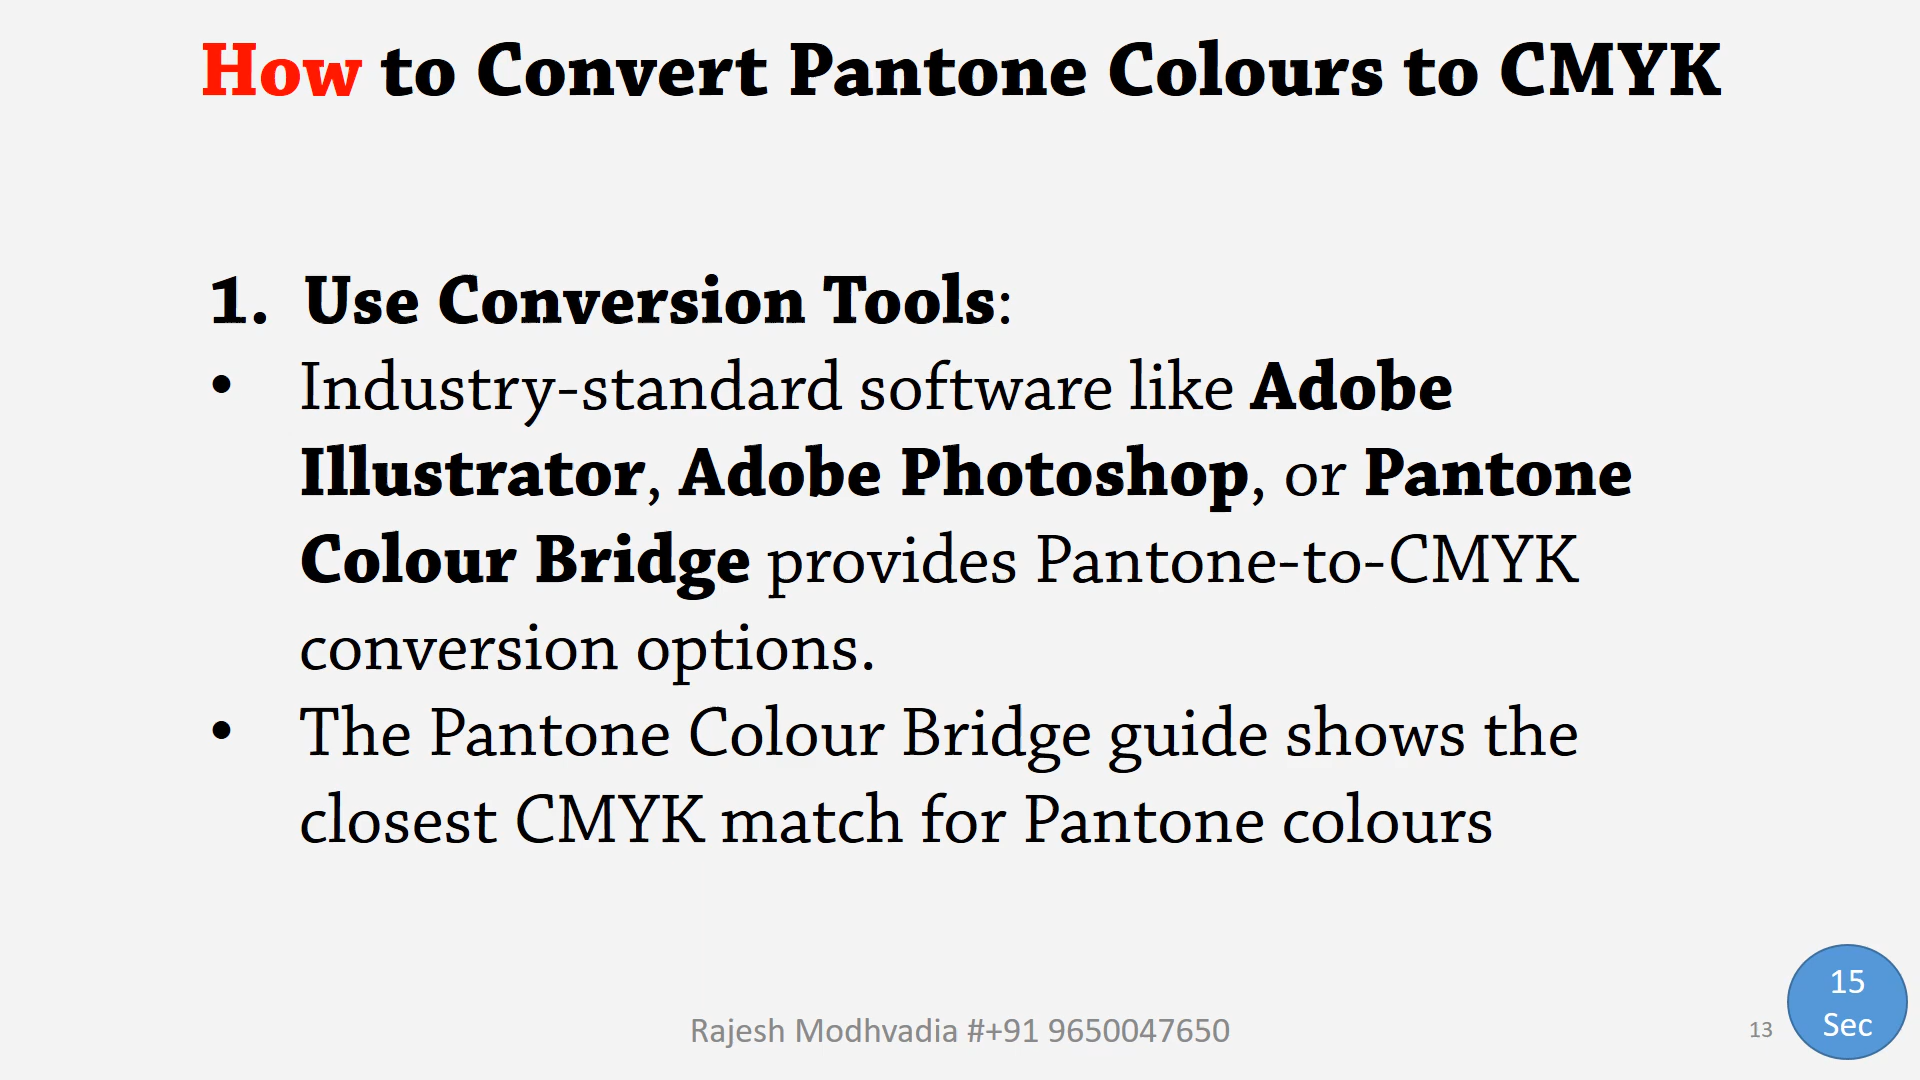 How to Convert Pantone Colours to CMYK
1. Use Conversion Tools:
• Industry-standard software like Adobe
Illustrator, Adobe Photoshop, or Pantone
Colour Bridge provides Pantone-to-CMYK
conversion options.
• The Pantone Colour Bridge guide shows the
closest CMYK match for Pantone colours
Rajesh Modhvadia #+91 9650047650
13
15
Sec